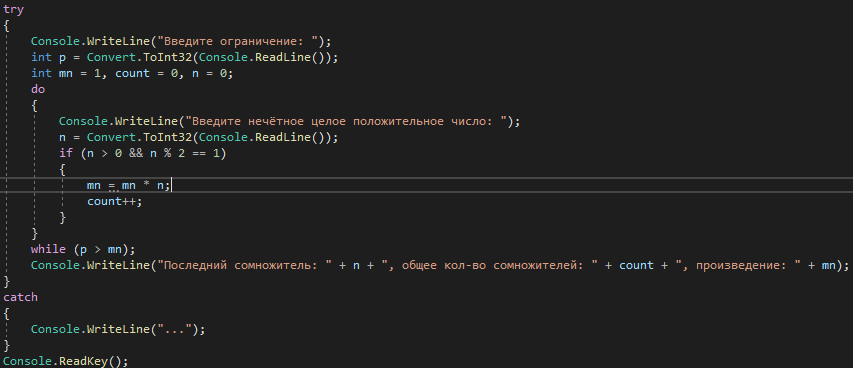 try
{
Console.WriteLine("Введите ограничение: ");
int p = Convert.ToInt32(Console.ReadLine());
int mn = 1, count = 0, n = 0;
do
{
Console.WriteLine("Введите нечётное целое положительное число: ");
n = Convert.ToInt32(Console.ReadLine());
if (n > 0 && n % 2 == 1)
{
mn = mn * n;
count++;
}
}
while (p > mn);
Console.WriteLine("Последний сомножитель: " + n + ", общее кол-во сомножителей: " + count + ", произведение: " + mn);
}
catch
{
Console.WriteLine("...");
}
Console.ReadKey();